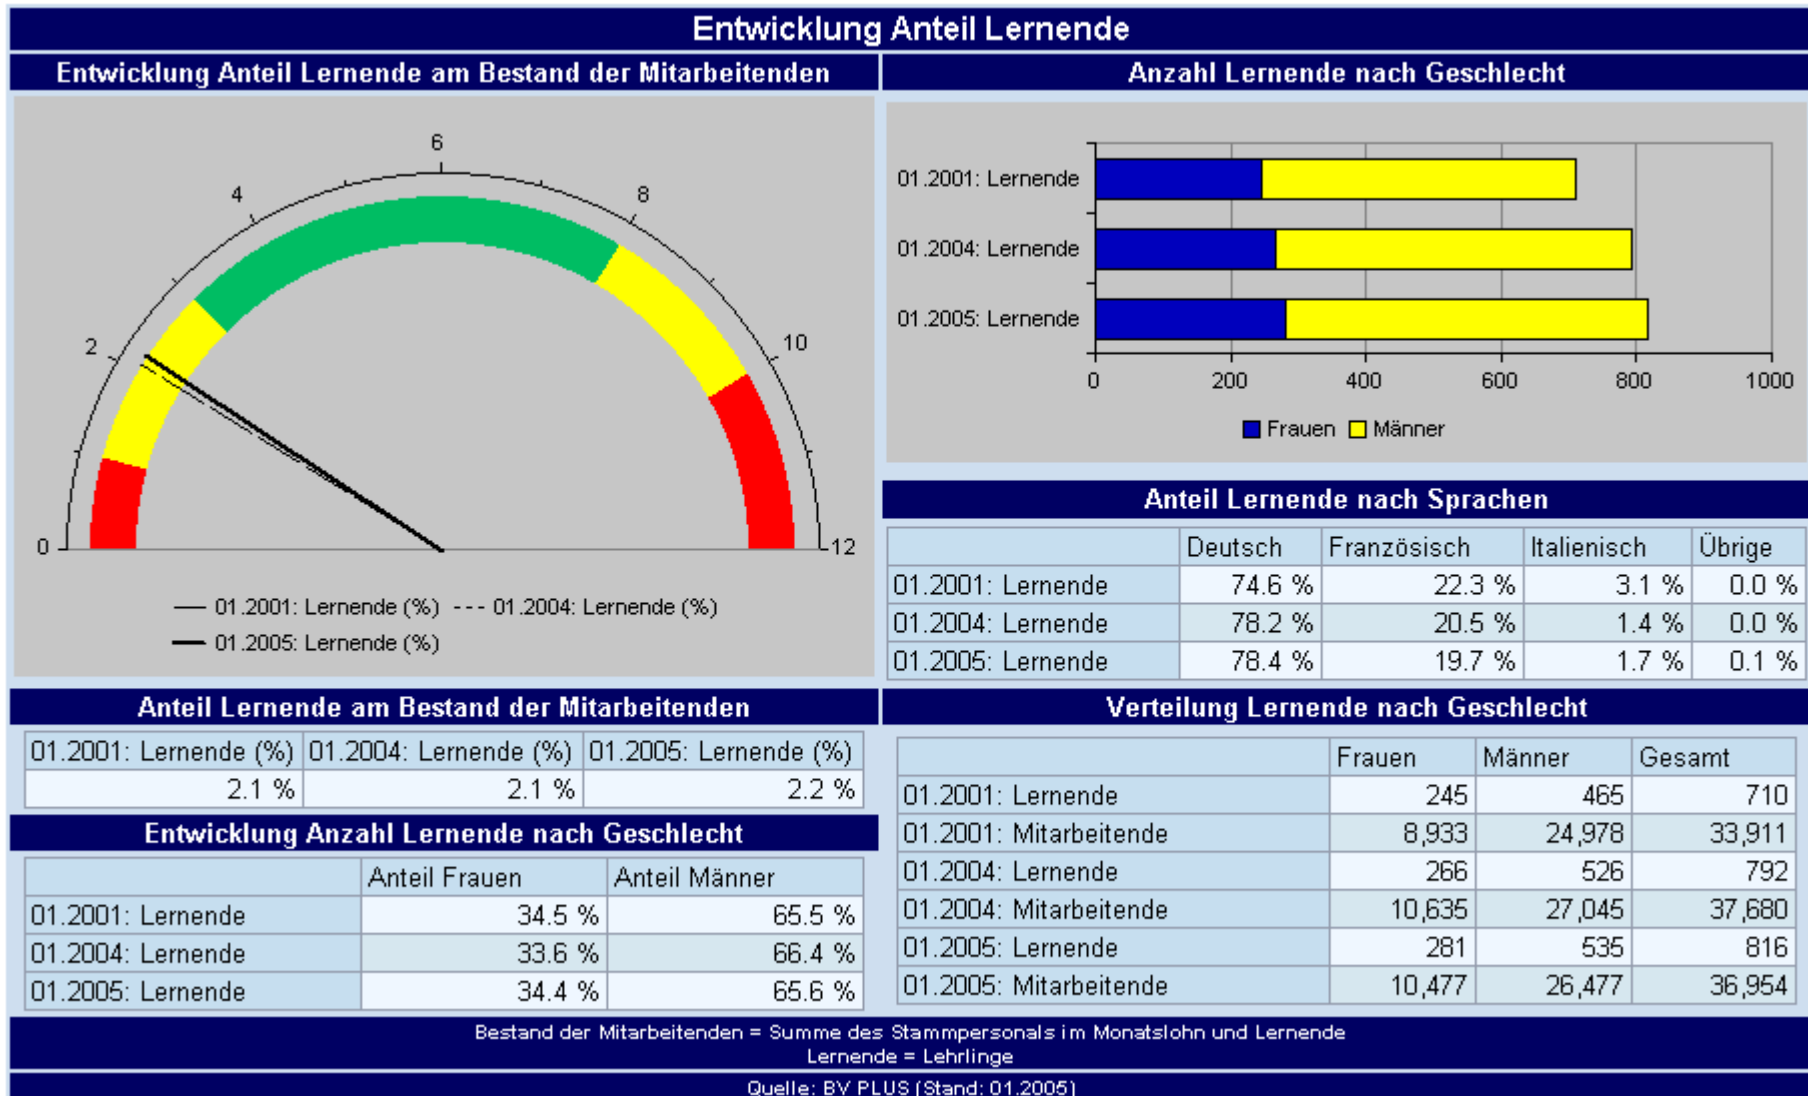 Entwicklung Anteil Lernende
Entwicklung Anteil Lernende am Bestand der Mitarbeitenden
0
2
4
6
8
10
12
01.2001: Lernende (%) 01.2004: Lernende (%)
01.2005: Lernende (%)
Anzahl Lernende nach Geschlecht
01.2001: Lernende
01.2004: Lernende
01.2005: Lernende
0 200 400 600 800 1000
Frauen Männer
Anteil Lernende nach Sprachen
Deutsch Französisch Italienisch Übrige
01.2001: Lernende 74.6 % 22.3 % 3.1 % 0.0 %
01.2004: Lernende 78.2 % 20.5 % 1.4 % 0.0 %
01.2005: Lernende 78.4 % 19.7 % 1.7 % 0.1 %
Anteil Lernende am Bestand der Mitarbeitenden
01.2001: Lernende (%) 01.2004: Lernende (%) 01.2005: Lernende (%)
2.1 % 2.1 % 2.2 %
Entwicklung Anzahl Lernende nach Geschlecht
Anteil Frauen Anteil Männer
01.2001: Lernende 34.5 % 65.5 %
01.2004: Lernende 33.6 % 66.4 %
01.2005: Lernende 34.4 % 65.6 %
Verteilung Lernende nach Geschlecht
Frauen Männer Gesamt
01.2001: Lernende 245 465 710
01.2001: Mitarbeitende 8,933 24,978 33,911
01.2004: Lernende 266 526 792
01.2004: Mitarbeitende 10,635 27,045 37,680
01.2005: Lernende 281 535 816
01.2005: Mitarbeitende 10,477 26,477 36,954
Bestand der Mitarbeitenden = Summe des Stammpersonals im Monatslohn und Lernende
Lernende = Lehrlinge
Quelle: BV PLUS (Stand: 01.2005)